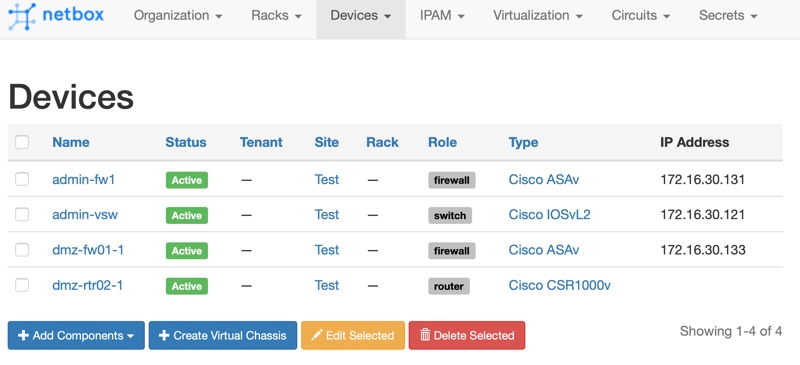 netbox Organization Racks Devices IPAM Virtualization Circuits Secrets
Devices
Name Status Tenant Site Rack Role Type IP Address
admin-fw1 Active — Test — firewall Cisco ASAv 172.16.30.131
admin-vsw Active — Test — switch Cisco IOSvL2 172.16.30.121
dmz-fw01-1 Active — Test — firewall Cisco ASAv 172.16.30.133
dmz-rtr02-1 Active — Test — router Cisco CSR1000v
Add Components Create Virtual Chassis Edit Selected Delete Selected Showing 1-4 of 4